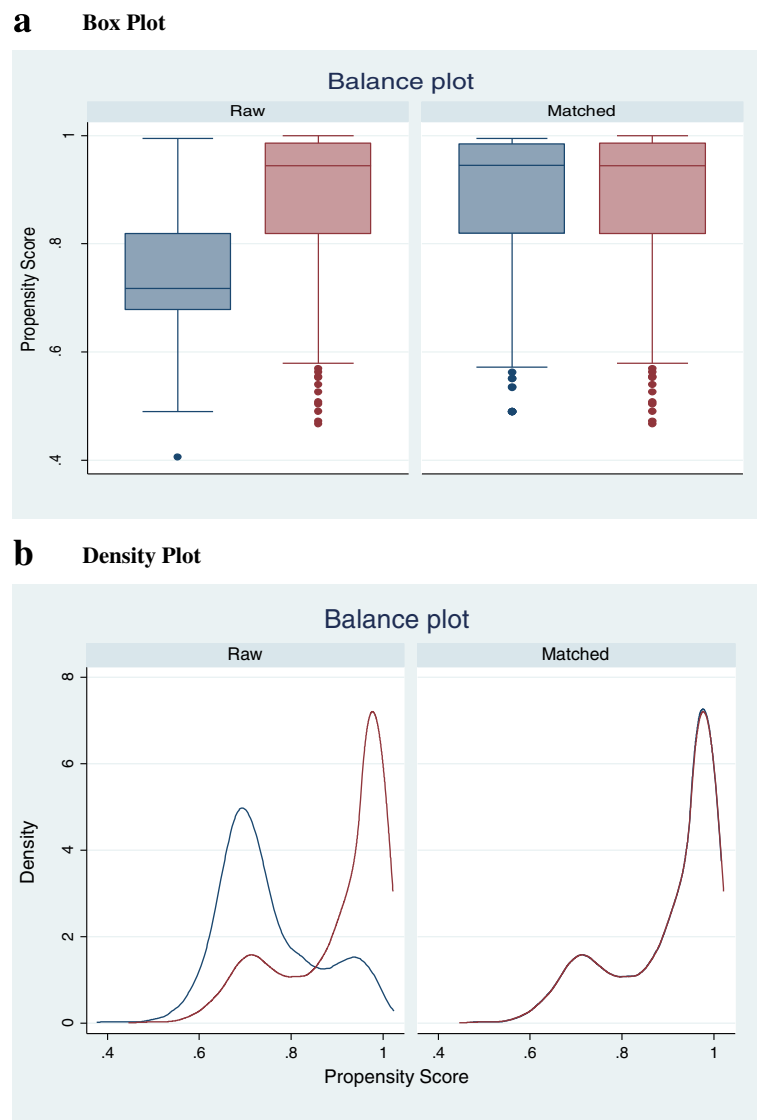 a Box Plot
Balance plot
Raw Matched
Propensity Score
1
.8
.6
.4
b Density Plot
Balance plot
Raw Matched
Density
8
6
4
2
0
.4 .6 .8 1 .4 .6 .8 1
Propensity Score